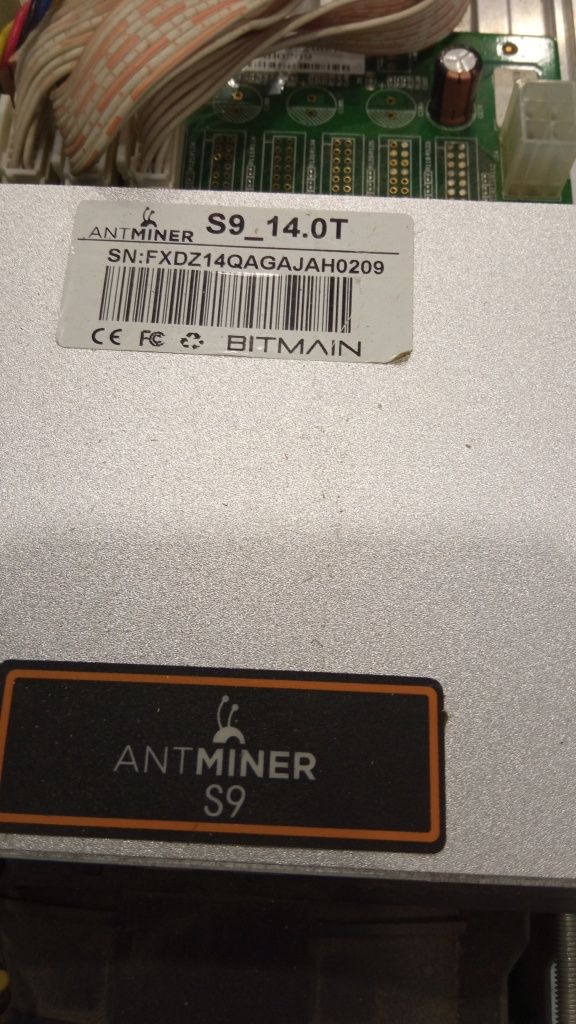 ANTMINER S9_14.0T
SN:FXDZ14QAGAJAH0209
CE FC BITMAIN
ANTMINER
S9